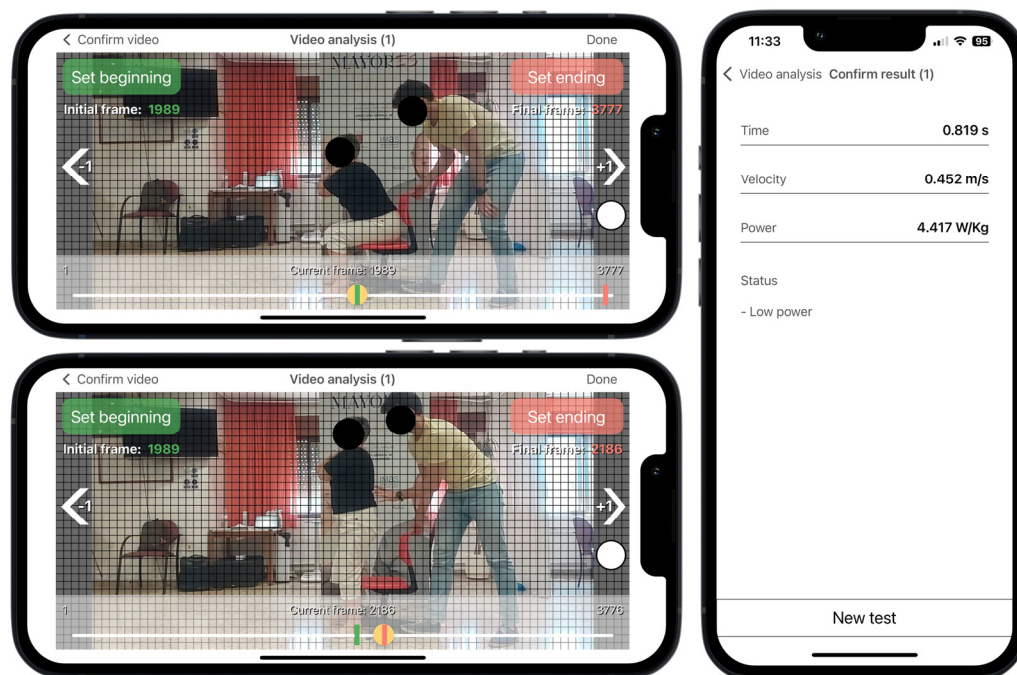 Confirm video
Video analysis (1)
Done
Set beginning
Set ending
Initial frame: 1989
Final frame: 3777
-1
+1
1
Current frame: 1989
3777
Confirm video
Video analysis (1)
Done
Set beginning
Set ending
Initial frame: 1989
Final frame: 2186
-1
+1
1
Current frame: 2186
3776
11:33
95
Video analysis
Confirm result (1)
Time
0.819 s
Velocity
0.452 m/s
Power
4.417 W/Kg
Status
- Low power
New test